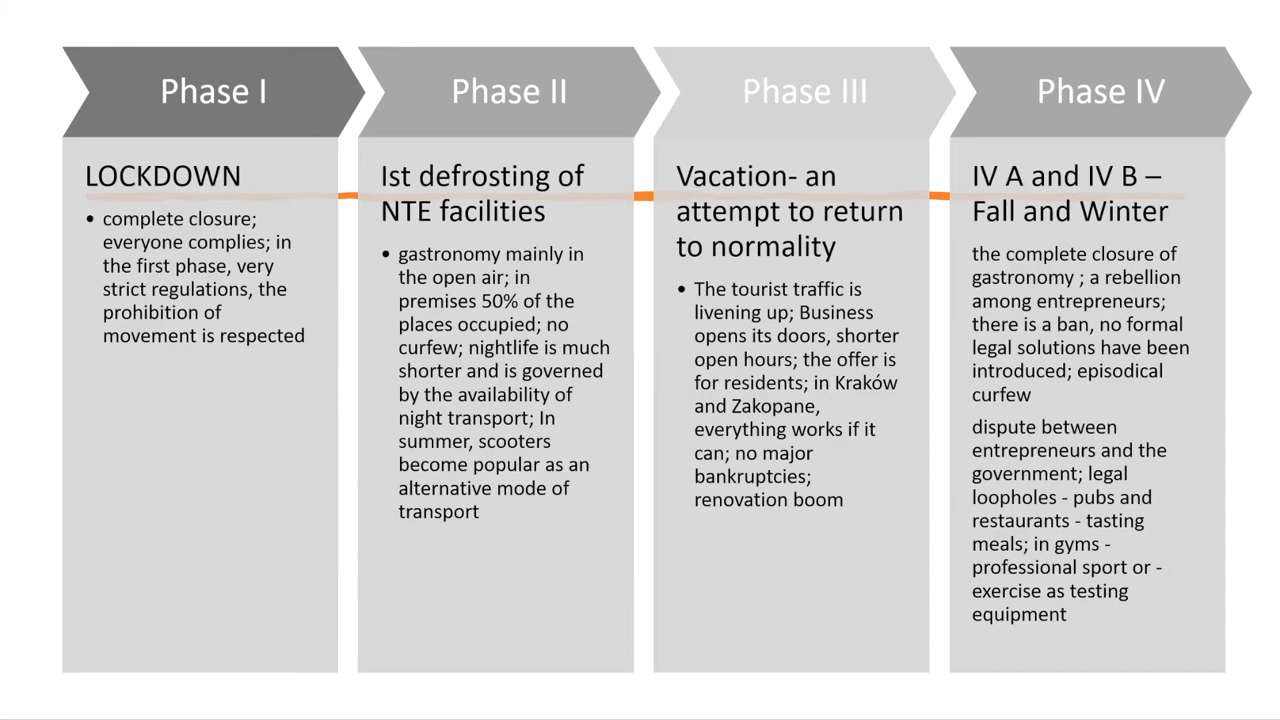 Phase I
LOCKDOWN
• complete closure;
everyone complies; in
the first phase, very
strict regulations, the
prohibition of
movement is respected
Phase II
Ist defrosting of
NTE facilities
• gastronomy mainly in
the open air; in
premises 50% of the
places occupied; no
curfew; nightlife is much
shorter and is governed
by the availability of
night transport; In
summer, scooters
become popular as an
alternative mode of
transport
Phase III
Vacation- an
attempt to return
to normality
• The tourist traffic is
livening up; Business
opens its doors, shorter
open hours; the offer is
for residents; in Kraków
and Zakopane,
everything works if it
can; no major
bankruptcies;
renovation boom
Phase IV
IV A and IV B –
Fall and Winter
the complete closure of
gastronomy ; a rebellion
among entrepreneurs;
there is a ban, no formal
legal solutions have been
introduced; episodical
curfew
dispute between
entrepreneurs and the
government; legal
loopholes - pubs and
restaurants - tasting
meals; in gyms -
professional sport or -
exercise as testing
equipment